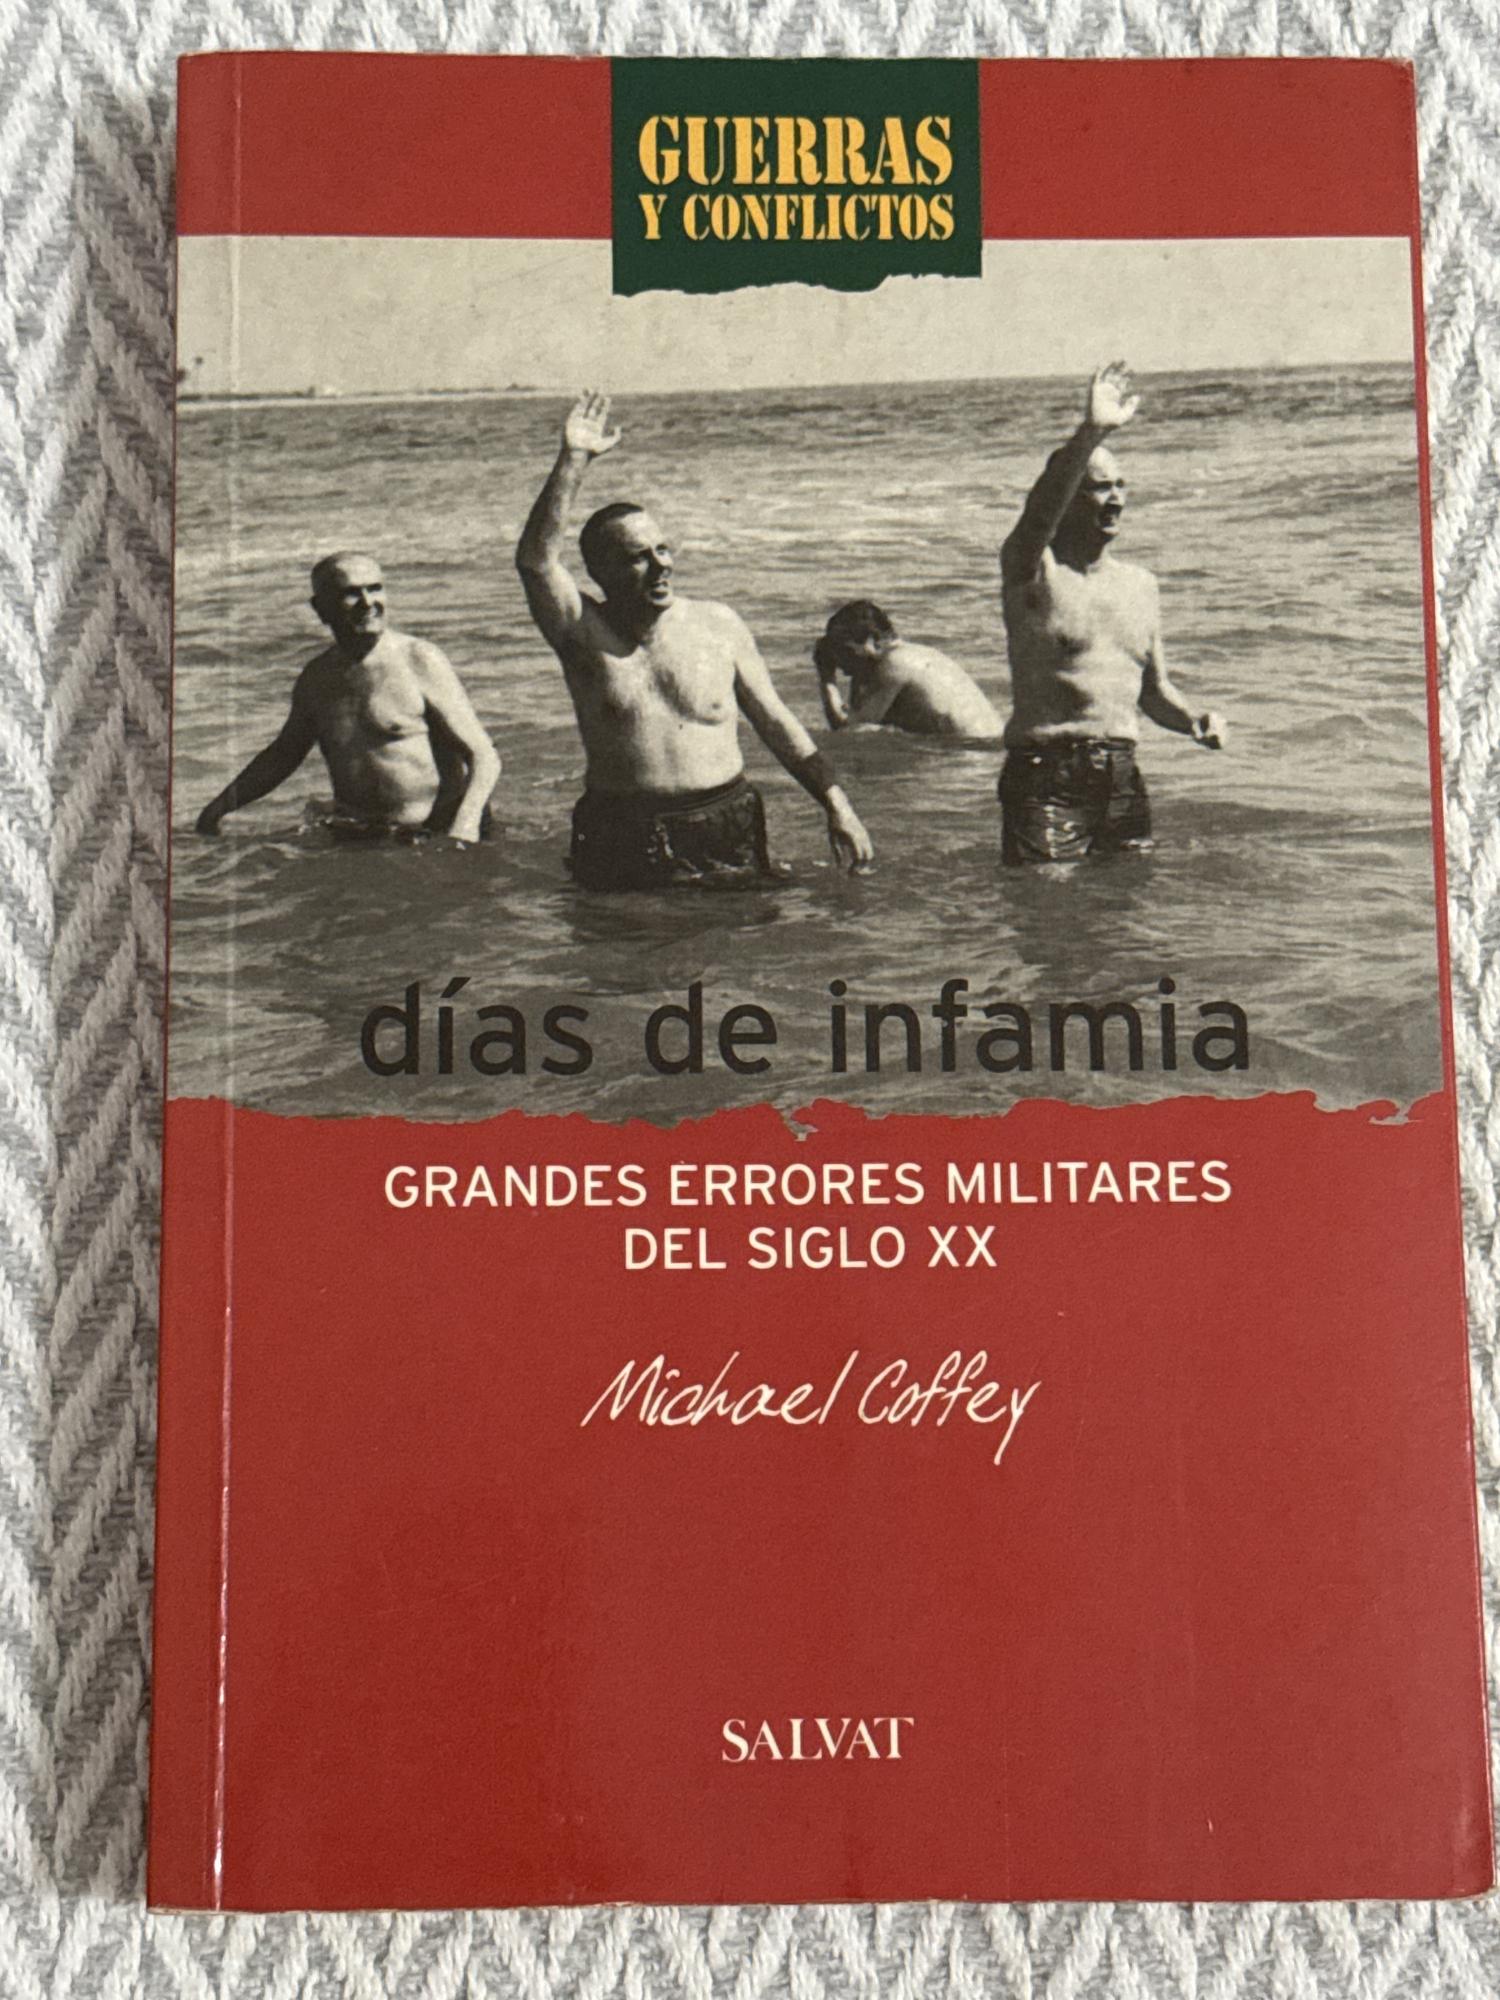 GUERRAS
Y CONFLICTOS
días de infamia
GRANDES ERRORES MILITARES
DEL SIGLO XX
Michael Coffey
SALVAT